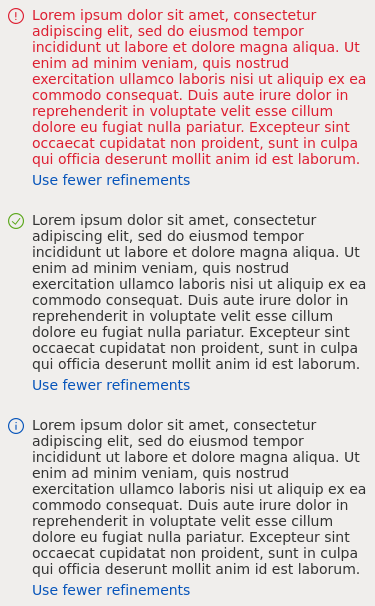 Lorem ipsum dolor sit amet, consectetur
adipiscing elit, sed do eiusmod tempor
incididunt ut labore et dolore magna aliqua. Ut
enim ad minim veniam, quis nostrud
exercitation ullamco laboris nisi ut aliquip ex ea
commodo consequat. Duis aute irure dolor in
reprehenderit in voluptate velit esse cillum
dolore eu fugiat nulla pariatur. Excepteur sint
occaecat cupidatat non proident, sunt in culpa
qui officia deserunt mollit anim id est laborum.
Use fewer refinements
Lorem ipsum dolor sit amet, consectetur
adipiscing elit, sed do eiusmod tempor
incididunt ut labore et dolore magna aliqua. Ut
enim ad minim veniam, quis nostrud
exercitation ullamco laboris nisi ut aliquip ex ea
commodo consequat. Duis aute irure dolor in
reprehenderit in voluptate velit esse cillum
dolore eu fugiat nulla pariatur. Excepteur sint
occaecat cupidatat non proident, sunt in culpa
qui officia deserunt mollit anim id est laborum.
Use fewer refinements
Lorem ipsum dolor sit amet, consectetur
adipiscing elit, sed do eiusmod tempor
incididunt ut labore et dolore magna aliqua. Ut
enim ad minim veniam, quis nostrud
exercitation ullamco laboris nisi ut aliquip ex ea
commodo consequat. Duis aute irure dolor in
reprehenderit in voluptate velit esse cillum
dolore eu fugiat nulla pariatur. Excepteur sint
occaecat cupidatat non proident, sunt in culpa
qui officia deserunt mollit anim id est laborum.
Use fewer refinements